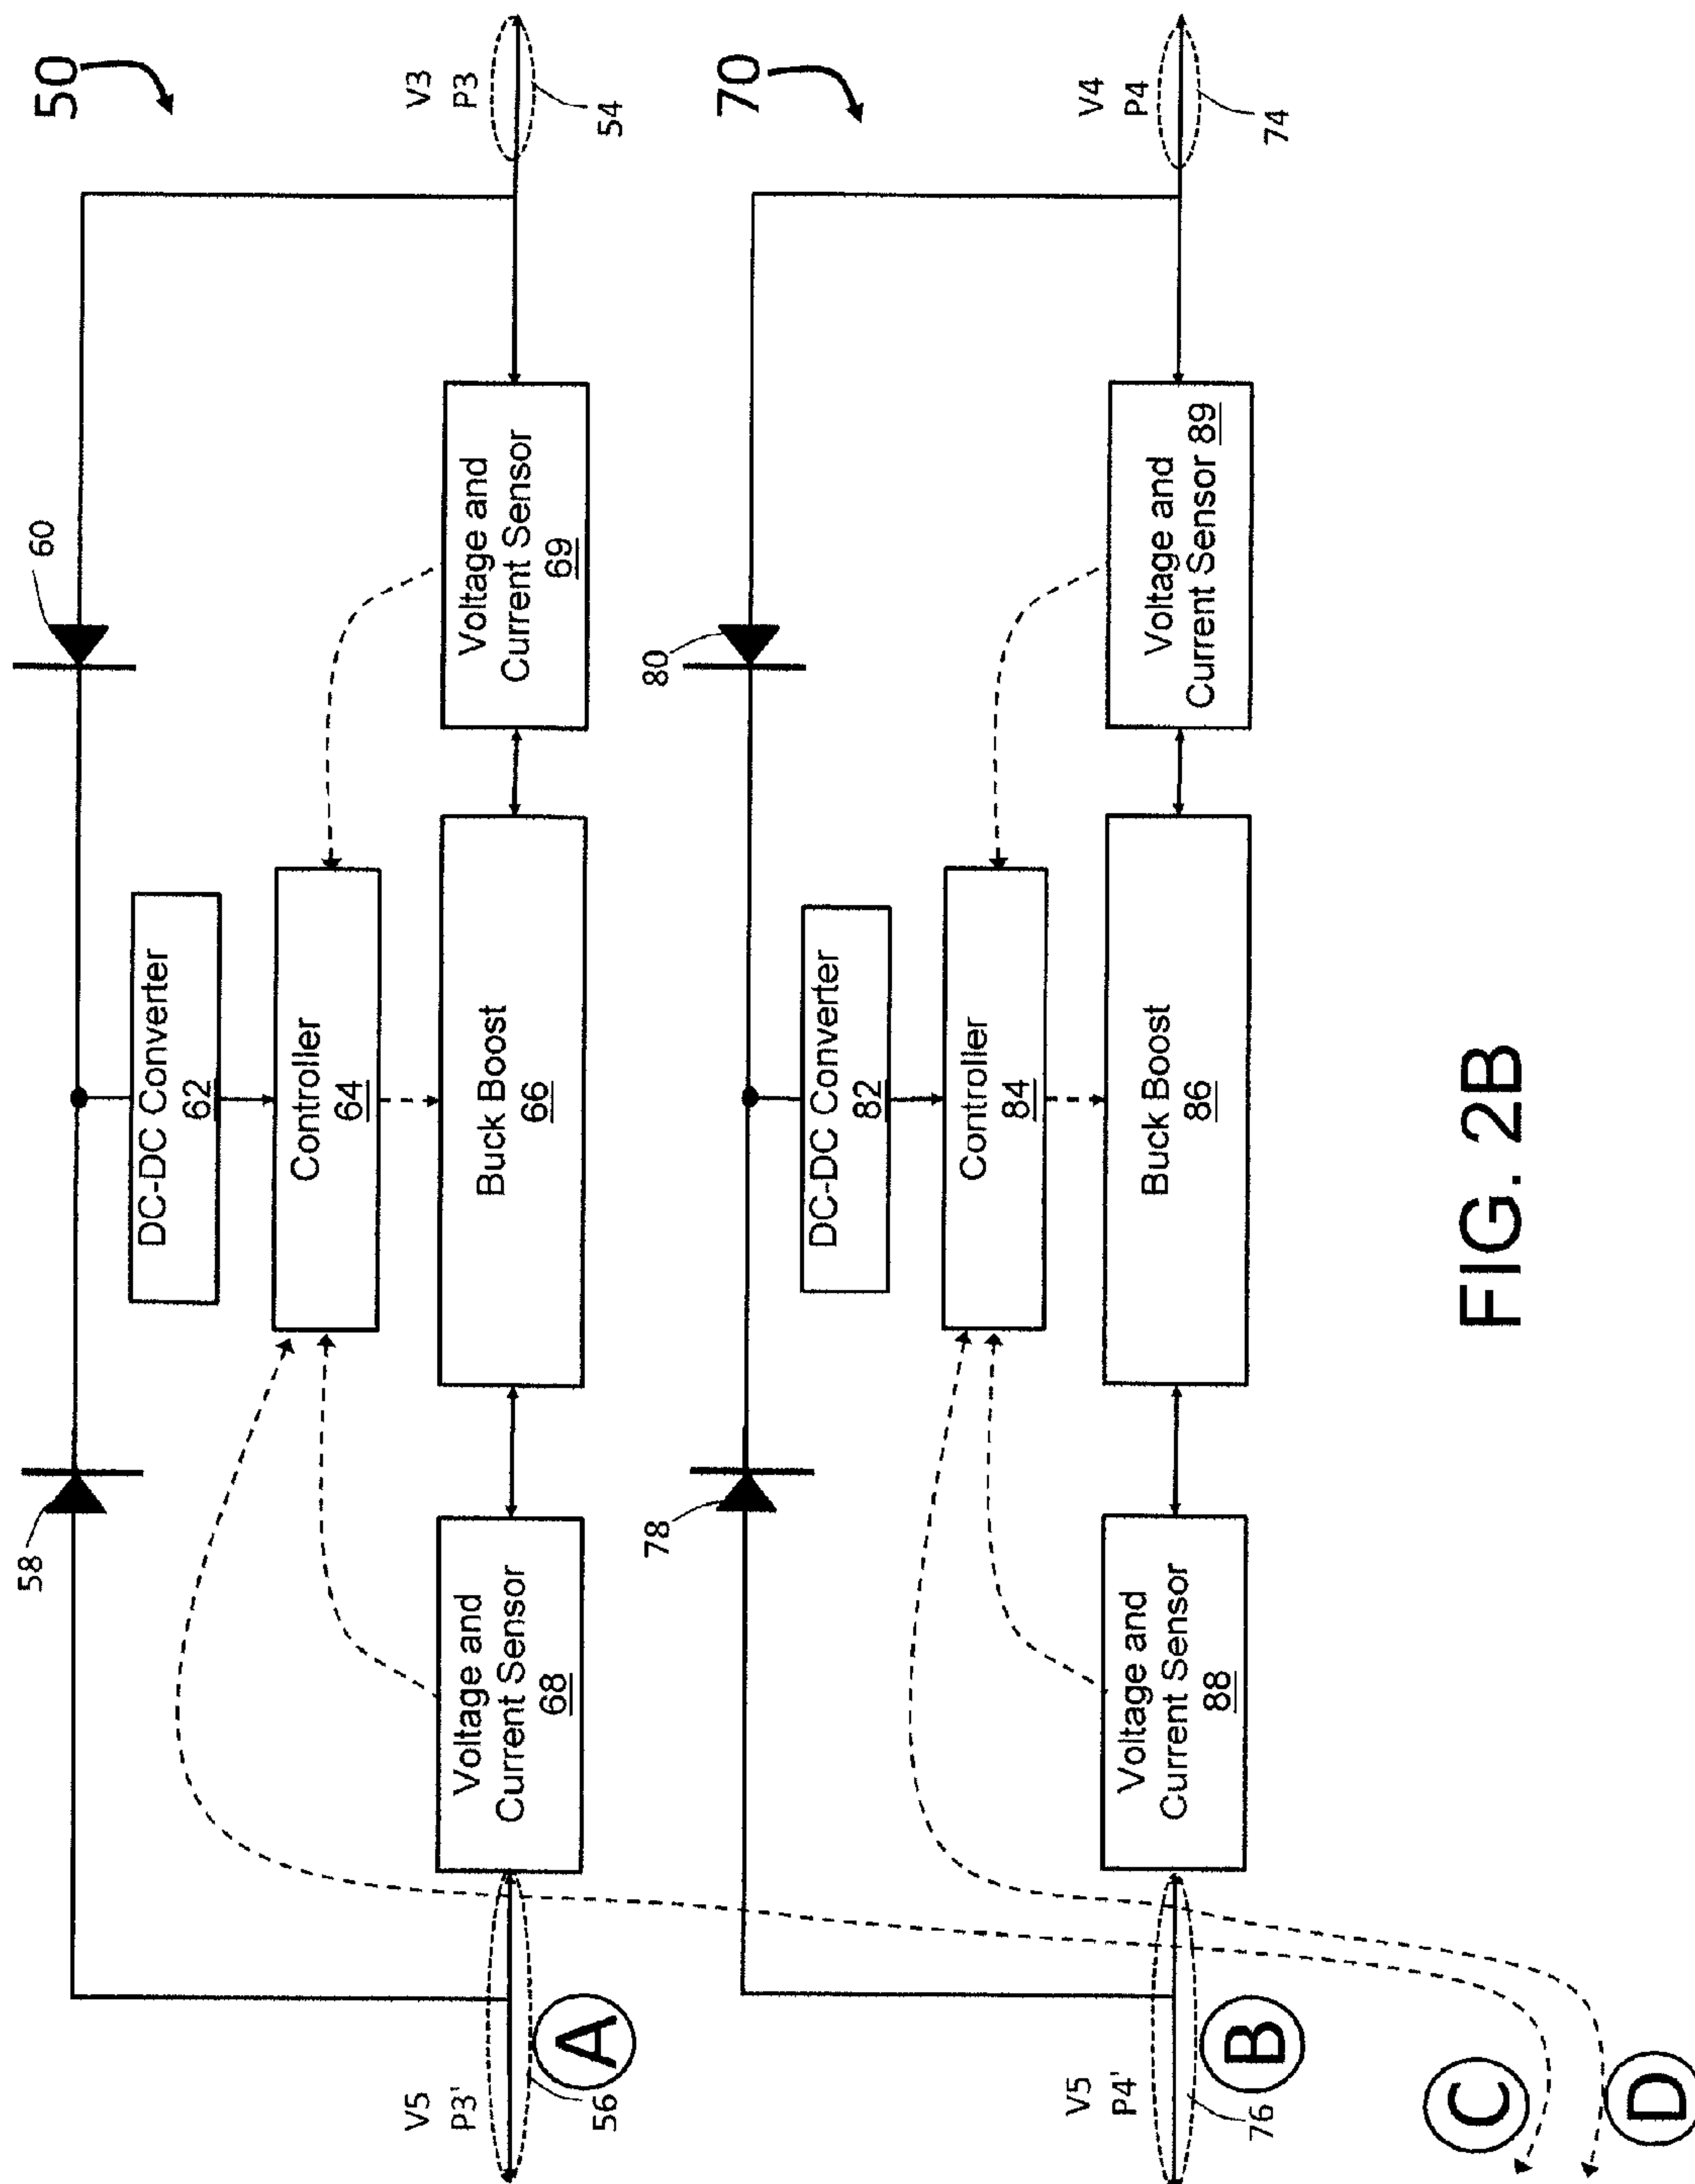 50
V3
P3
54
60
DC-DC Converter
62
Controller
64
Buck Boost
66
Voltage and
Current Sensor
69
58
Voltage and
Current Sensor
68
V5
P3'
56
A
70
V4
P4
74
80
DC-DC Converter
82
Controller
84
Buck Boost
86
Voltage and
Current Sensor 89
78
Voltage and
Current Sensor
88
V5
P4'
76
B
C
D
FIG. 2B